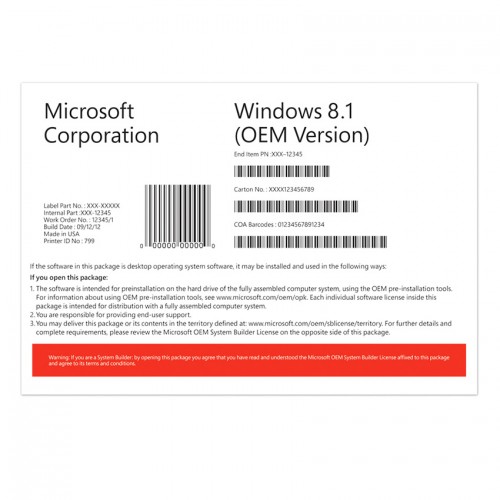 Microsoft
Corporation
Windows 8.1
(OEM Version)
End Item PN :XXX–12345
Carton No.: XXXX123456789
COA Barcodes : 01234567891234
Label Part No.: XXX-XXXXX
Internal Part :XXX-12345
Work Order No. : 12345/1
Build Date : 09/12/12
Made in USA
Printer ID No : 799
0 00000 00000 0
If the software in this package is desktop operating system software, it may be installed and used in the following ways:
If you open this package:
1. The software is intended for preinstallation on the hard drive of the fully assembled computer system, using the OEM pre-installation tools.
For information about using OEM pre-installation tools, see www.microsoft.com/oem/opk. Each individual software license inside this
package is intended for distribution with a fully assembled computer system.
2. You are responsible for providing end-user support.
3. You may deliver this package or its contents in the territory defined at: www.microsoft.com/oem/sblicense/territory. For further details and
complete requirements, please review the Microsoft OEM System Builder License on the opposite side of this package.
Warning: If you are a System Builder: by opening this package you agree that you have read and understood the Microsoft OEM System Builder License affixed to this package
and agree to its terms and conditions.